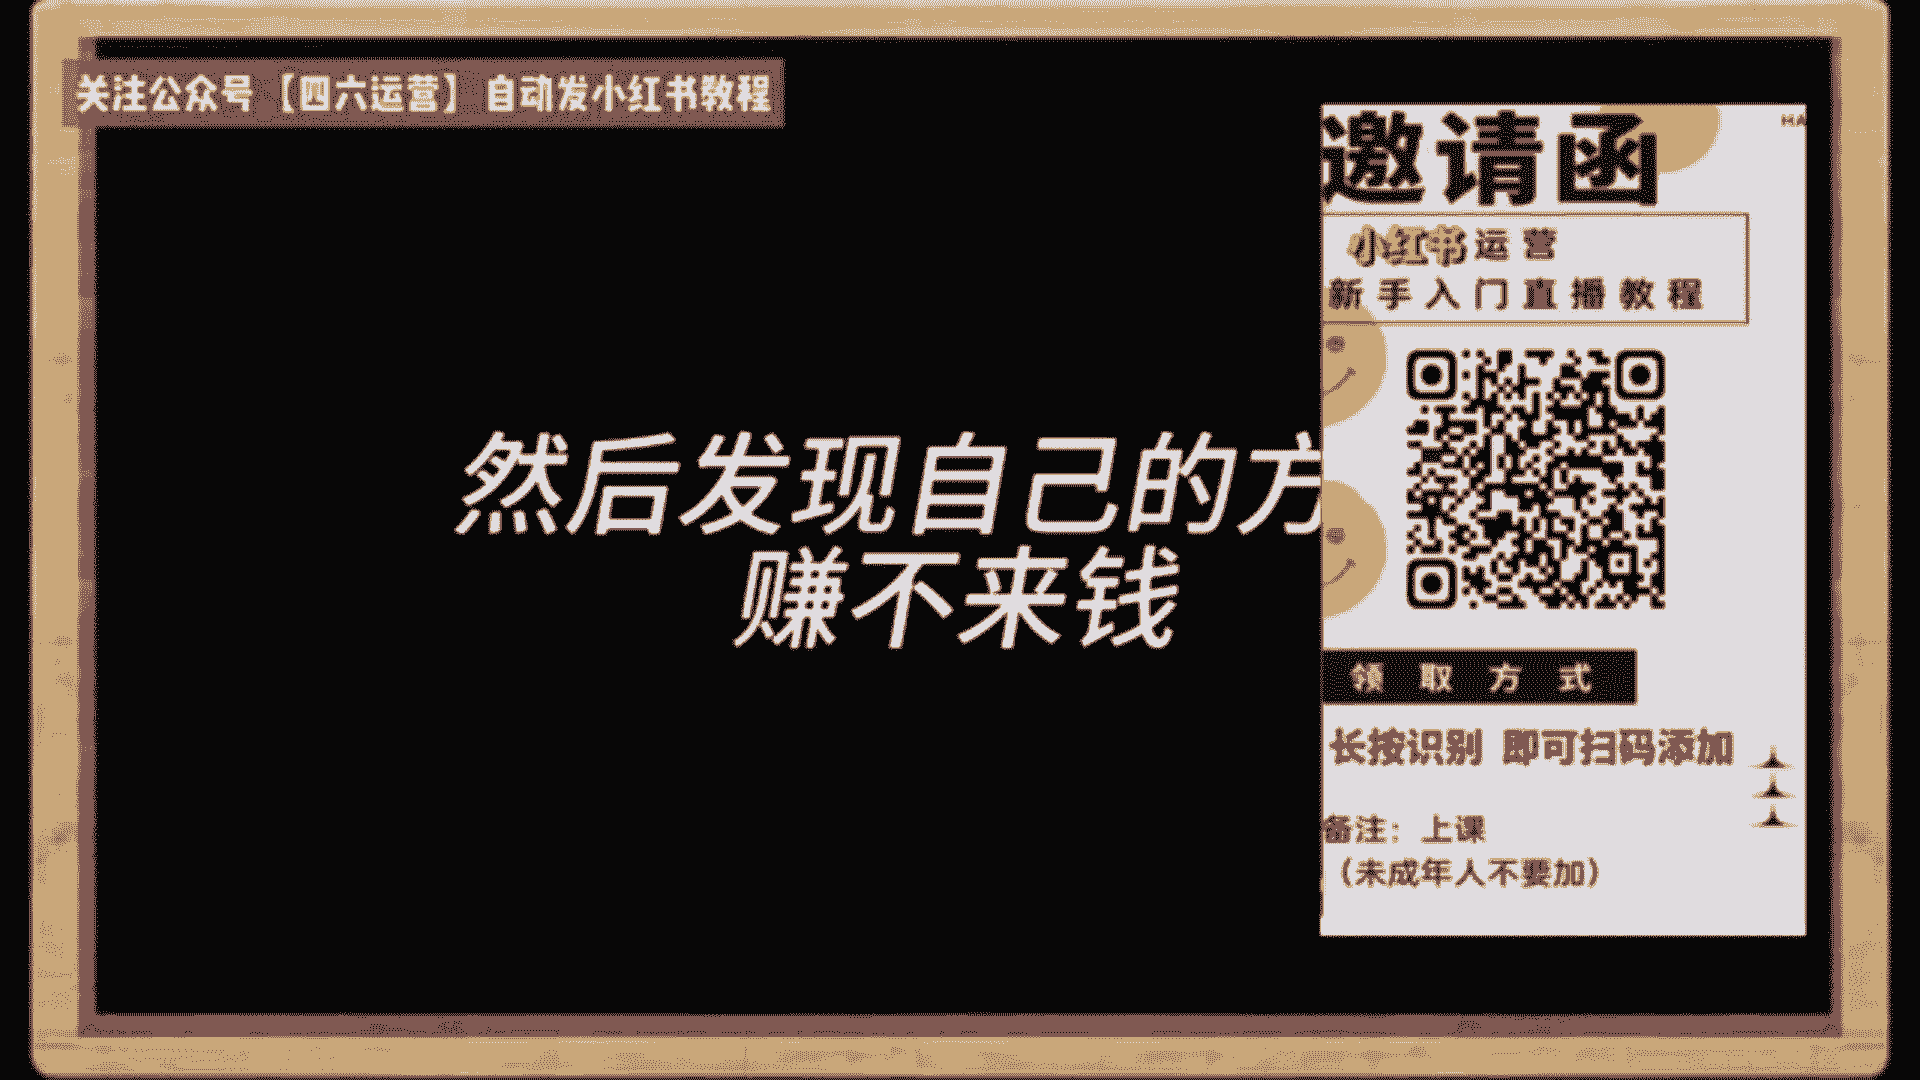 关注公众号【四六运营】自动发小红书教程
然后发现自己的方
赚不来钱
HA
邀请函
小红书运营
新手入门直播教程
领取方式
长按识别 即可扫码添加
备注：上课
（未成年人不要加）